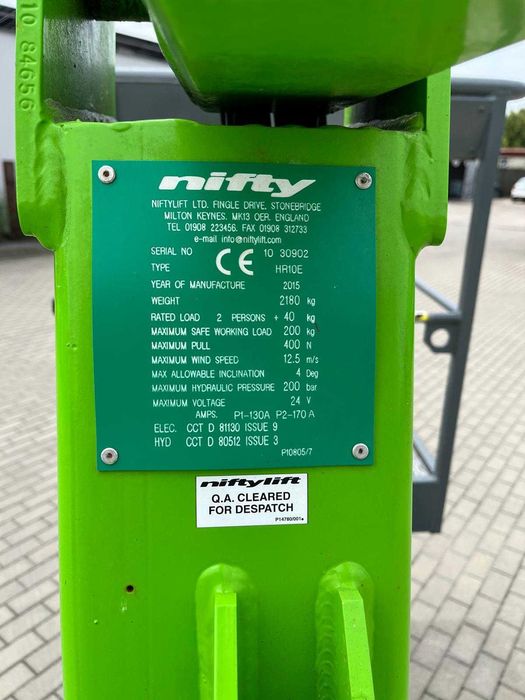 10 84656
nifty
NIFTYLIFT LTD. FINGLE DRIVE, STONEBRIDGE
MILTON KEYNES. MK13 OER. ENGLAND
TEL 01908 223456. FAX 01908 312733
e-mail info@niftylift.com
SERIAL NO CE 10 30902
TYPE HR10E
YEAR OF MANUFACTURE 2015
WEIGHT 2180 kg
RATED LOAD 2 PERSONS + 40 kg
MAXIMUM SAFE WORKING LOAD 200 kg
MAXIMUM PULL 400 N
MAXIMUM WIND SPEED 12.5 m/s
MAX ALLOWABLE INCLINATION 4 Deg
MAXIMUM HYDRAULIC PRESSURE 200 bar
MAXIMUM VOLTAGE 24 V
AMPS. P1-130A P2-170 A
ELEC. CCT D 81130 ISSUE 9
HYD CCT D 80512 ISSUE 3
P10805/7
niftylift
Q.A. CLEARED
FOR DESPATCH
P14780/001a